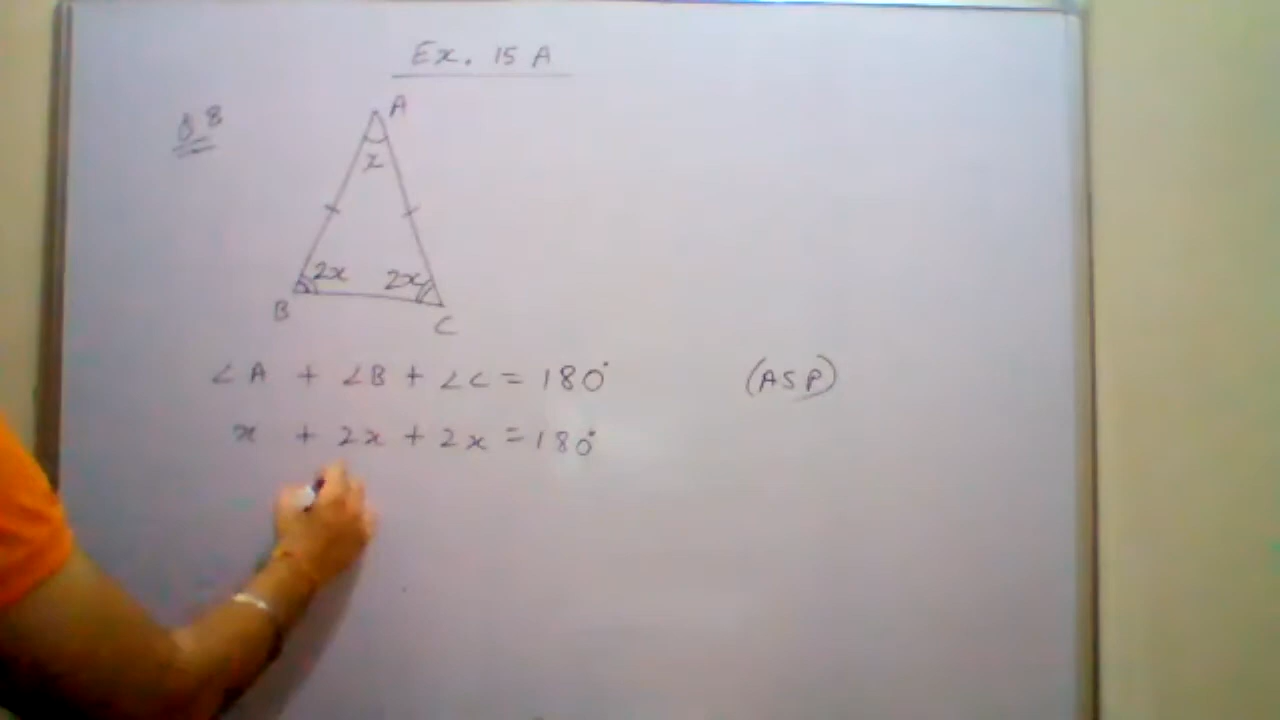 Ex. 15 A
Q8
A
x
2x 2x
B
C
∠A + ∠B + ∠C = 180° (ASP)
x + 2x + 2x = 180°